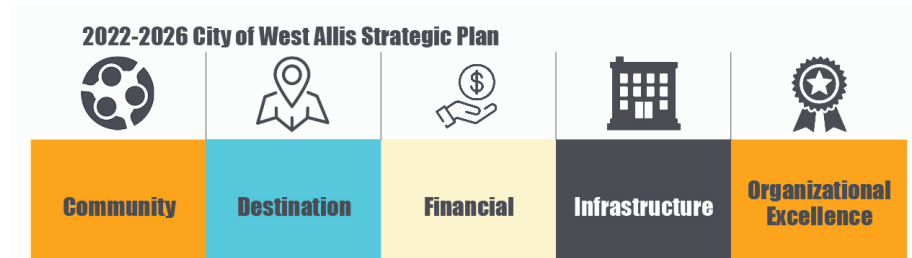 2022-2026 City of West Allis Strategic Plan
$
Community
Destination
Financial
Infrastructure
Organizational
Excellence